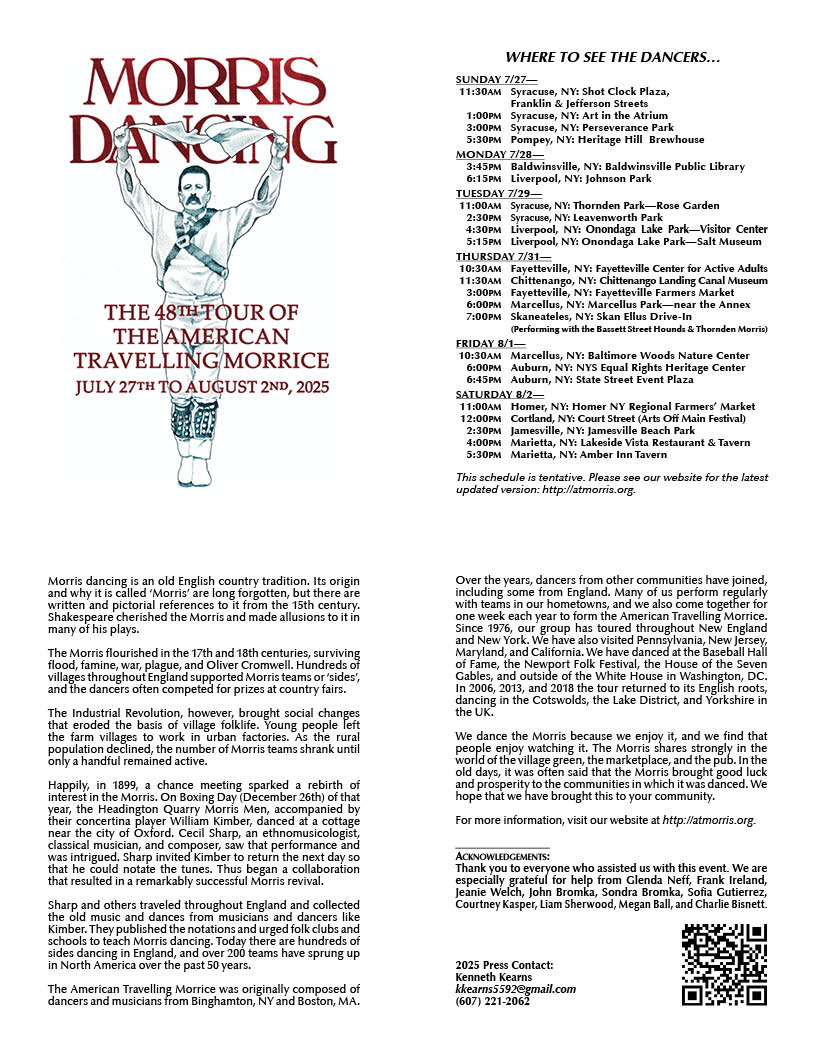 MORRIS
DANCING
THE 48TH TOUR OF
THE AMERICAN
TRAVELLING MORRICE
JULY 27TH TO AUGUST 2ND, 2025
WHERE TO SEE THE DANCERS…
SUNDAY 7/27—
11:30AM Syracuse, NY: Shot Clock Plaza,
Franklin & Jefferson Streets
1:00PM Syracuse, NY: Art in the Atrium
3:00PM Syracuse, NY: Perseverance Park
5:30PM Pompey, NY: Heritage Hill Brewhouse
MONDAY 7/28—
3:45PM Baldwinsville, NY: Baldwinsville Public Library
6:15PM Liverpool, NY: Johnson Park
TUESDAY 7/29—
11:00AM Syracuse, NY: Thornden Park—Rose Garden
2:30PM Syracuse, NY: Leavenworth Park
4:30PM Liverpool, NY: Onondaga Lake Park—Visitor Center
5:15PM Liverpool, NY: Onondaga Lake Park—Salt Museum
THURSDAY 7/31—
10:30AM Fayetteville, NY: Fayetteville Center for Active Adults
11:30AM Chittenango, NY: Chittenango Landing Canal Museum
3:00PM Fayetteville, NY: Fayetteville Farmers Market
6:00PM Marcellus, NY: Marcellus Park—near the Annex
7:00PM Skaneateles, NY: Skan Ellus Drive-In
(Performing with the Bassett Street Hounds & Thornden Morris)
FRIDAY 8/1—
10:30AM Marcellus, NY: Baltimore Woods Nature Center
6:00PM Auburn, NY: NYS Equal Rights Heritage Center
6:45PM Auburn, NY: State Street Event Plaza
SATURDAY 8/2—
11:00AM Homer, NY: Homer NY Regional Farmers’ Market
12:00PM Cortland, NY: Court Street (Arts Off Main Festival)
2:30PM Jamesville, NY: Jamesville Beach Park
4:00PM Marietta, NY: Lakeside Vista Restaurant & Tavern
5:30PM Marietta, NY: Amber Inn Tavern
This schedule is tentative. Please see our website for the latest
updated version: http://atmorris.org.
Morris dancing is an old English country tradition. Its origin
and why it is called ‘Morris’ are long forgotten, but there are
written and pictorial references to it from the 15th century.
Shakespeare cherished the Morris and made allusions to it in
many of his plays.
The Morris flourished in the 17th and 18th centuries, surviving
flood, famine, war, plague, and Oliver Cromwell. Hundreds of
villages throughout England supported Morris teams or ‘sides’,
and the dancers often competed for prizes at country fairs.
The Industrial Revolution, however, brought social changes
that eroded the basis of village folklife. Young people left
the farm villages to work in urban factories. As the rural
population declined, the number of Morris teams shrank until
only a handful remained active.
Happily, in 1899, a chance meeting sparked a rebirth of
interest in the Morris. On Boxing Day (December 26th) of that
year, the Headington Quarry Morris Men, accompanied by
their concertina player William Kimber, danced at a cottage
near the city of Oxford. Cecil Sharp, an ethnomusicologist,
classical musician, and composer, saw that performance and
was intrigued. Sharp invited Kimber to return the next day so
that he could notate the tunes. Thus began a collaboration
that resulted in a remarkably successful Morris revival.
Sharp and others traveled throughout England and collected
the old music and dances from musicians and dancers like
Kimber. They published the notations and urged folk clubs and
schools to teach Morris dancing. Today there are hundreds of
sides dancing in England, and over 200 teams have sprung up
in North America over the past 50 years.
The American Travelling Morrice was originally composed of
dancers and musicians from Binghamton, NY and Boston, MA.
Over the years, dancers from other communities have joined,
including some from England. Many of us perform regularly
with teams in our hometowns, and we also come together for
one week each year to form the American Travelling Morrice.
Since 1976, our group has toured throughout New England
and New York. We have also visited Pennsylvania, New Jersey,
Maryland, and California. We have danced at the Baseball Hall
of Fame, the Newport Folk Festival, the House of the Seven
Gables, and outside of the White House in Washington, DC.
In 2006, 2013, and 2018 the tour returned to its English roots,
dancing in the Cotswolds, the Lake District, and Yorkshire in
the UK.
We dance the Morris because we enjoy it, and we find that
people enjoy watching it. The Morris shares strongly in the
world of the village green, the marketplace, and the pub. In the
old days, it was often said that the Morris brought good luck
and prosperity to the communities in which it was danced. We
hope that we have brought this to your community.
For more information, visit our website at http://atmorris.org.
ACKNOWLEDGEMENTS:
Thank you to everyone who assisted us with this event. We are
especially grateful for help from Glenda Neff, Frank Ireland,
Jeanie Welch, John Bromka, Sondra Bromka, Sofia Gutierrez,
Courtney Kasper, Liam Sherwood, Megan Ball, and Charlie Bisnett.
2025 Press Contact:
Kenneth Kearns
kkearns5592@gmail.com
(607) 221-2062